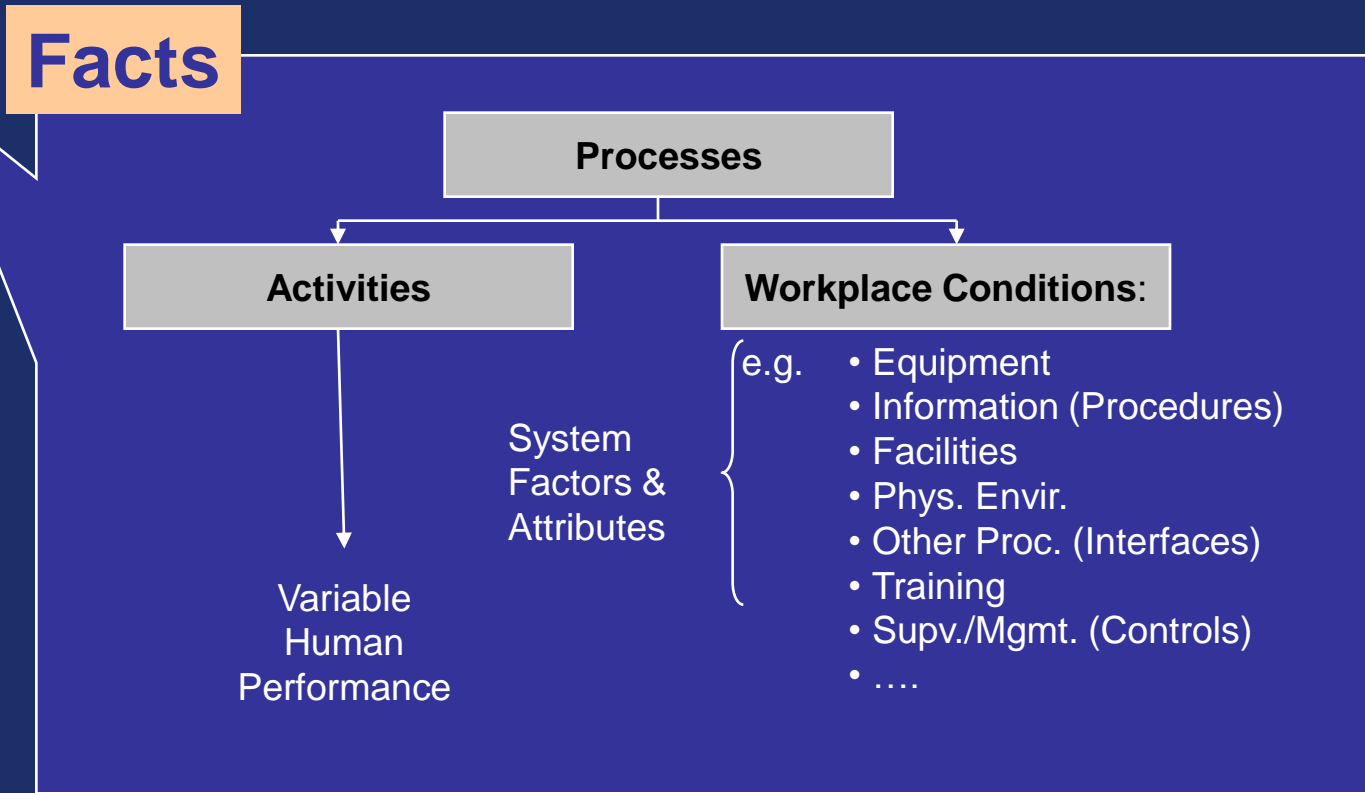 Facts
Processes
Activities
Workplace Conditions:
System
Factors &
Attributes
e.g.
• Equipment
• Information (Procedures)
• Facilities
• Phys. Envir.
• Other Proc. (Interfaces)
• Training
• Supv./Mgmt. (Controls)
• ….
Variable
Human
Performance